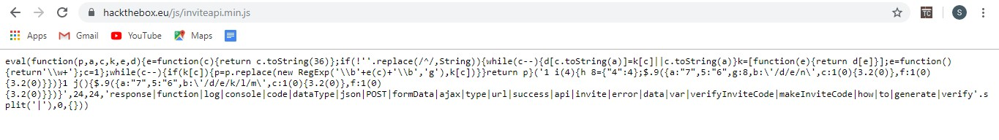 hackthebox.eu/js/inviteapi.min.js
TC
S
Apps Gmail YouTube Maps
eval(function(p,a,c,k,e,d){e=function(c){return c.toString(36)};if(!''.replace(/^/,String)){while(c--){d[c.toString(a)]=k[c]||c.toString(a)}k=[function(e){return d[e]}];e=function()
{return'\\w+'};c=1};while(c--){if(k[c]){p=p.replace(new RegExp('\\b'+e(c)+'\\b','g'),k[c])}}return p}('1 i(4){h 8={"4":4};$.9({a:"7",5:"6",g:8,b:\'/d/e/n\',c:1(0){3.2(0)},f:1(0)
{3.2(0)}})}1 j(){$.9({a:"7",5:"6",b:\'/d/e/k/l/m\',c:1(0){3.2(0)},f:1(0)
{3.2(0)}})}',24,24,'response|function|log|console|code|dataType|json|POST|formData|ajax|type|url|success|api|invite|error|data|var|verifyInviteCode|makeInviteCode|how|to|generate|verify'.s
plit('|'),0,{}))